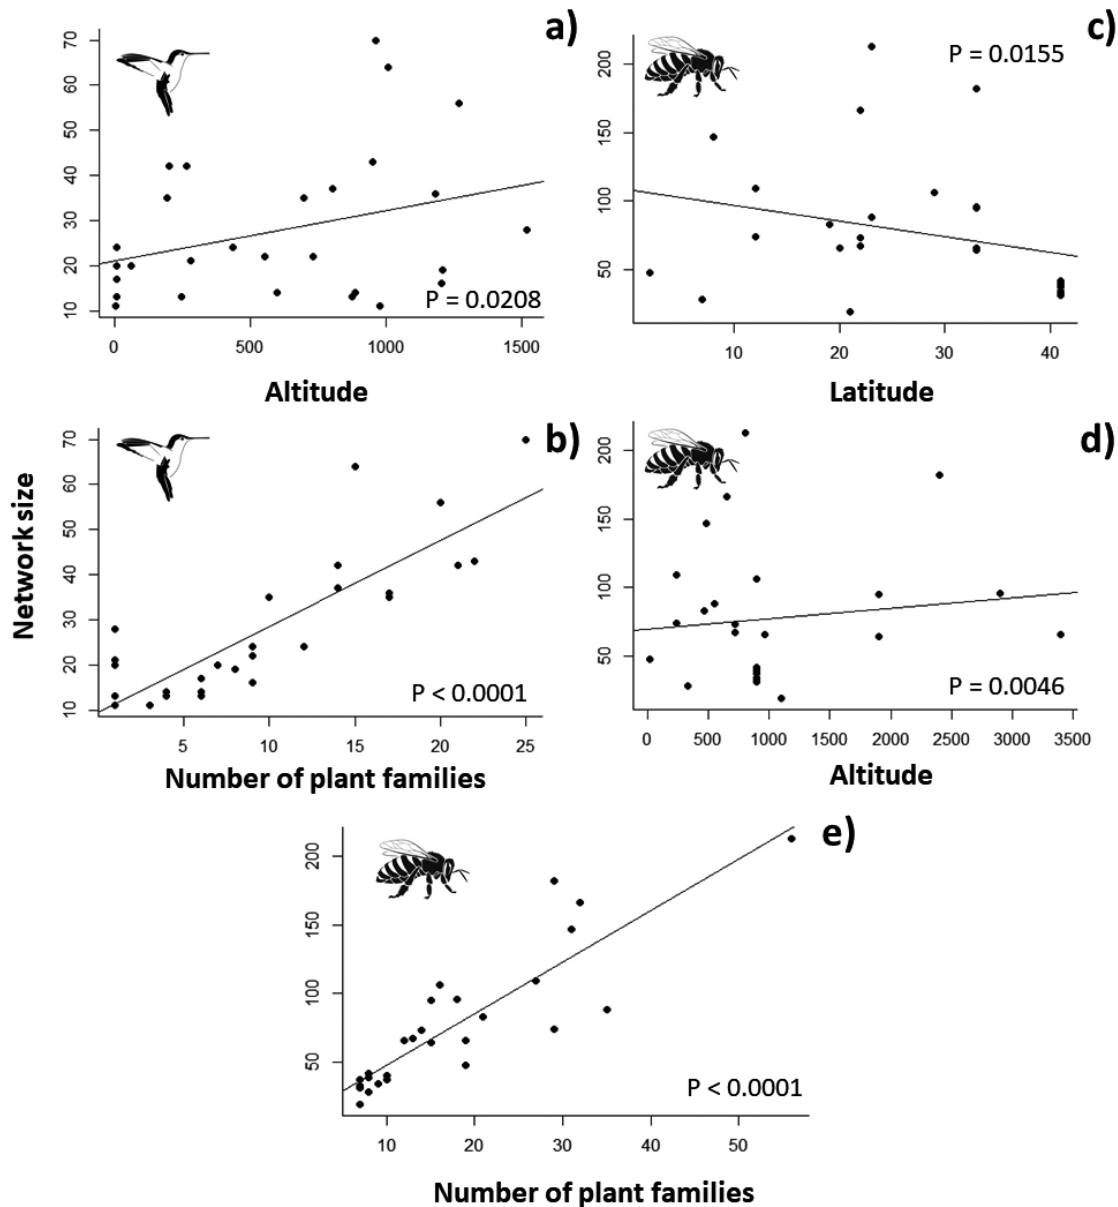 a)
70
60
50
40
30
20
10
P = 0.0208
0 500 1000 1500
Altitude
c)
P = 0.0155
200
150
100
50
10 20 30 40
Latitude
Network size
b)
70
60
50
40
30
20
10
P < 0.0001
5 10 15 20 25
Number of plant families
d)
200
150
100
50
P = 0.0046
0 500 1000 1500 2000 2500 3000 3500
Altitude
e)
200
150
100
50
P < 0.0001
10 20 30 40 50
Number of plant families